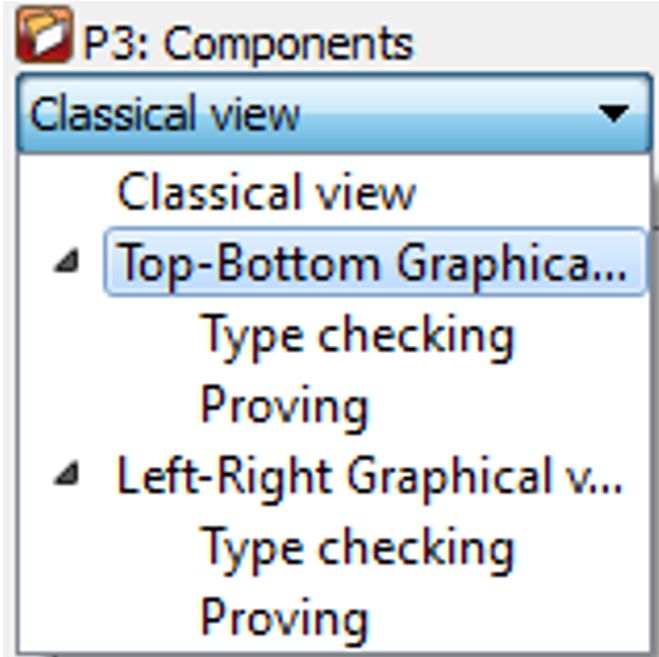 P3: Components
Classical view
Classical view
Top-Bottom Graphica...
Type checking
Proving
Left-Right Graphical v...
Type checking
Proving